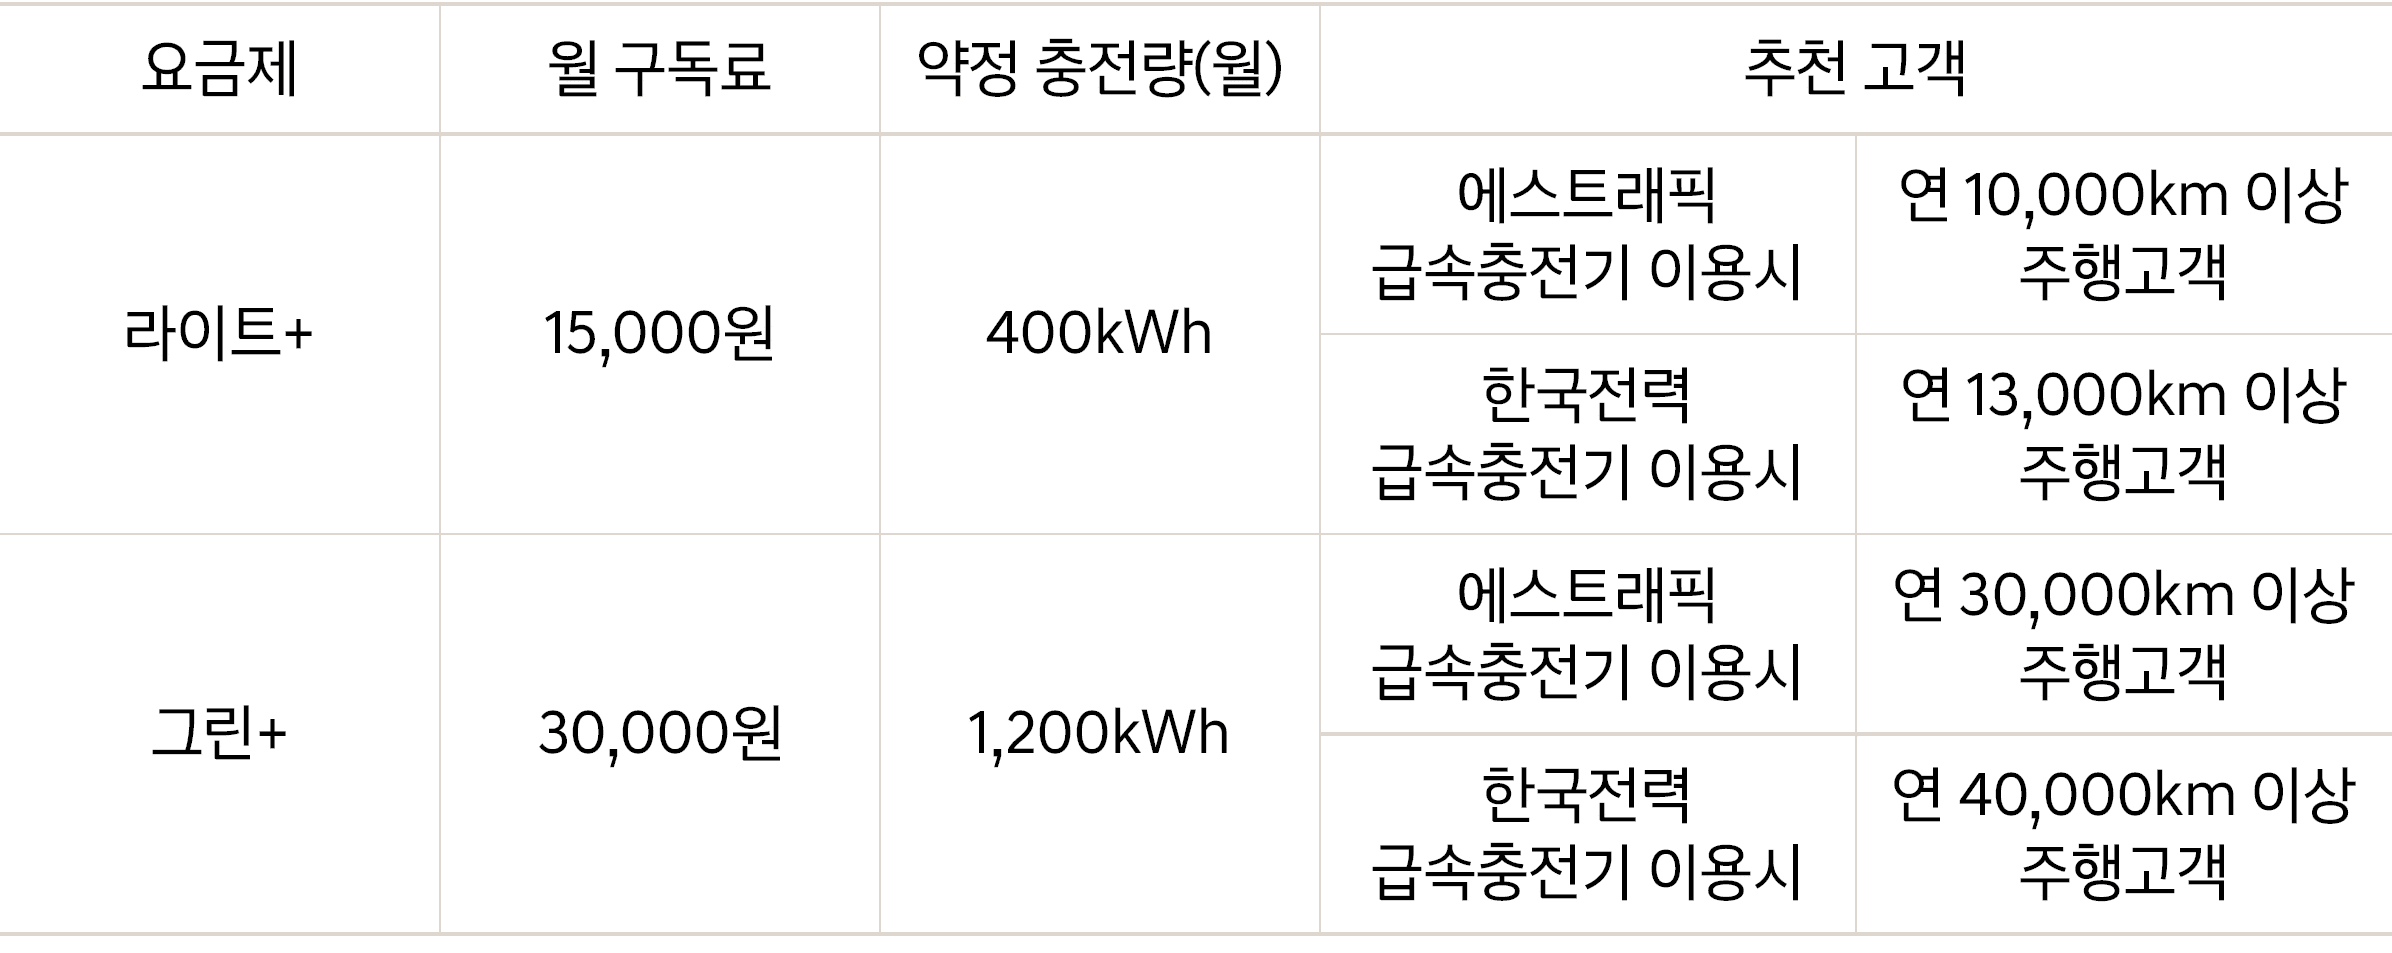 요금제 월 구독료 약정 충전량(월) 추천 고객
라이트+ 15,000원 400kWh
에스트래픽
급속충전기 이용시
연 10,000km 이상
주행고객
한국전력
급속충전기 이용시
연 13,000km 이상
주행고객
그린+ 30,000원 1,200kWh
에스트래픽
급속충전기 이용시
연 30,000km 이상
주행고객
한국전력
급속충전기 이용시
연 40,000km 이상
주행고객